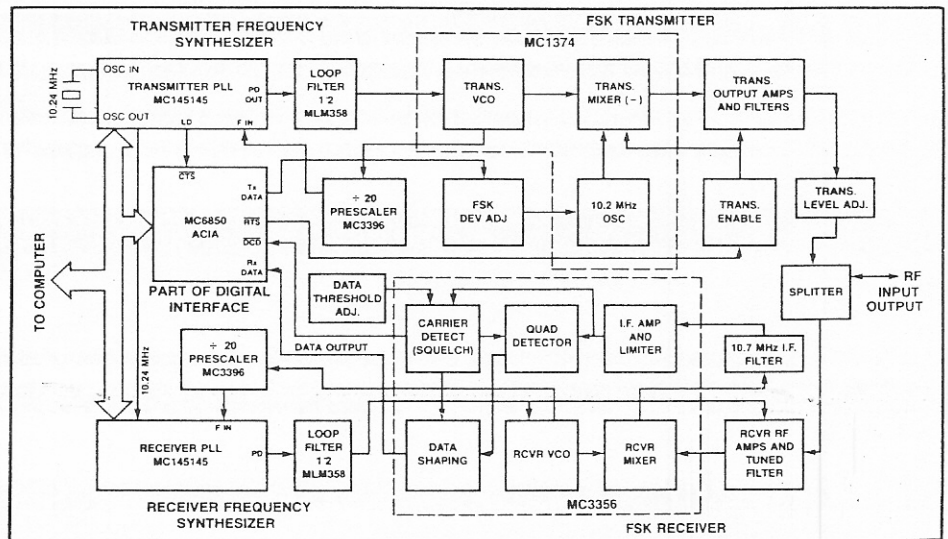 TRANSMITTER FREQUENCY
SYNTHESIZER
FSK TRANSMITTER
MC1374
10.24 MHz
OSC IN
OSC OUT
TRANSMITTER PLL
MC145145
PD
OUT
LD
F IN
LOOP
FILTER
1/2
MLM358
TRANS.
VCO
TRANS.
MIXER (−)
TRANS.
OUTPUT AMPS
AND FILTERS
CTS
MC6850
ACIA
Tx
DATA
RTS
DCD
Rx
DATA
÷ 20
PRESCALER
MC3396
FSK
DEV ADJ
10.2 MHz
OSC
TRANS.
ENABLE
TRANS.
LEVEL ADJ.
SPLITTER
RF
INPUT
OUTPUT
TO COMPUTER
PART OF DIGITAL
INTERFACE
DATA
THRESHOLD
ADJ.
CARRIER
DETECT
(SQUELCH)
QUAD
DETECTOR
I.F. AMP
AND
LIMITER
10.7 MHz I.F.
FILTER
÷ 20
PRESCALER
MC3396
DATA OUTPUT
10.24 MHz
F IN
RECEIVER PLL
MC145145
PD
LOOP
FILTER
1/2
MLM358
DATA
SHAPING
RCVR VCO
RCVR
MIXER
RCVR RF
AMPS AND
TUNED
FILTER
MC3356
RECEIVER FREQUENCY
SYNTHESIZER
FSK RECEIVER